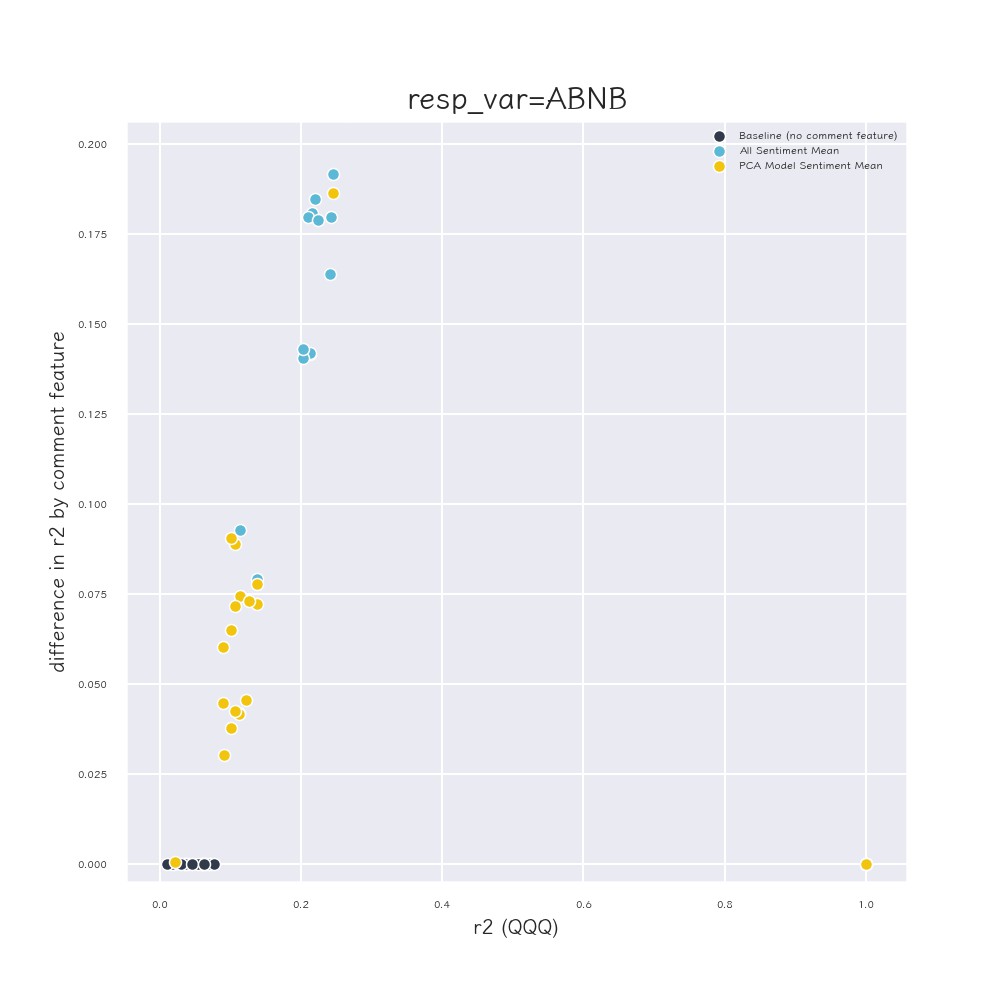 resp_var=ABNB
Baseline (no comment feature)
All Sentiment Mean
PCA Model Sentiment Mean
difference in r2 by comment feature
0.200
0.175
0.150
0.125
0.100
0.075
0.050
0.025
0.000
0.0 0.2 0.4 0.6 0.8 1.0
r2 (QQQ)